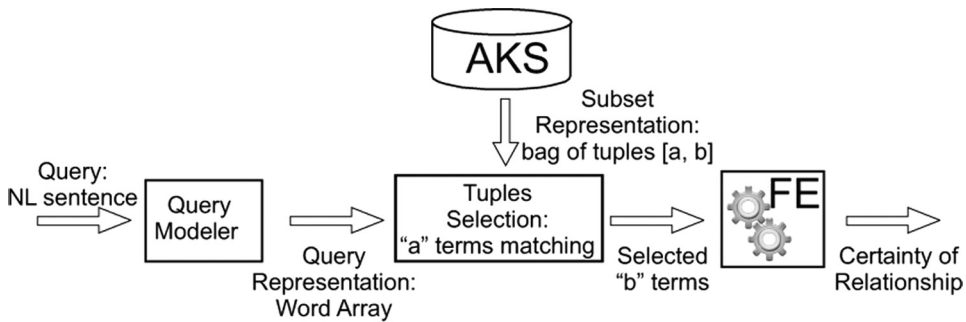 AKS
Subset
Representation:
bag of tuples [a, b]
Query:
NL sentence
Query
Modeler
Query
Representation:
Word Array
Tuples
Selection:
“a” terms matching
Selected
“b” terms
FE
Certainty of
Relationship